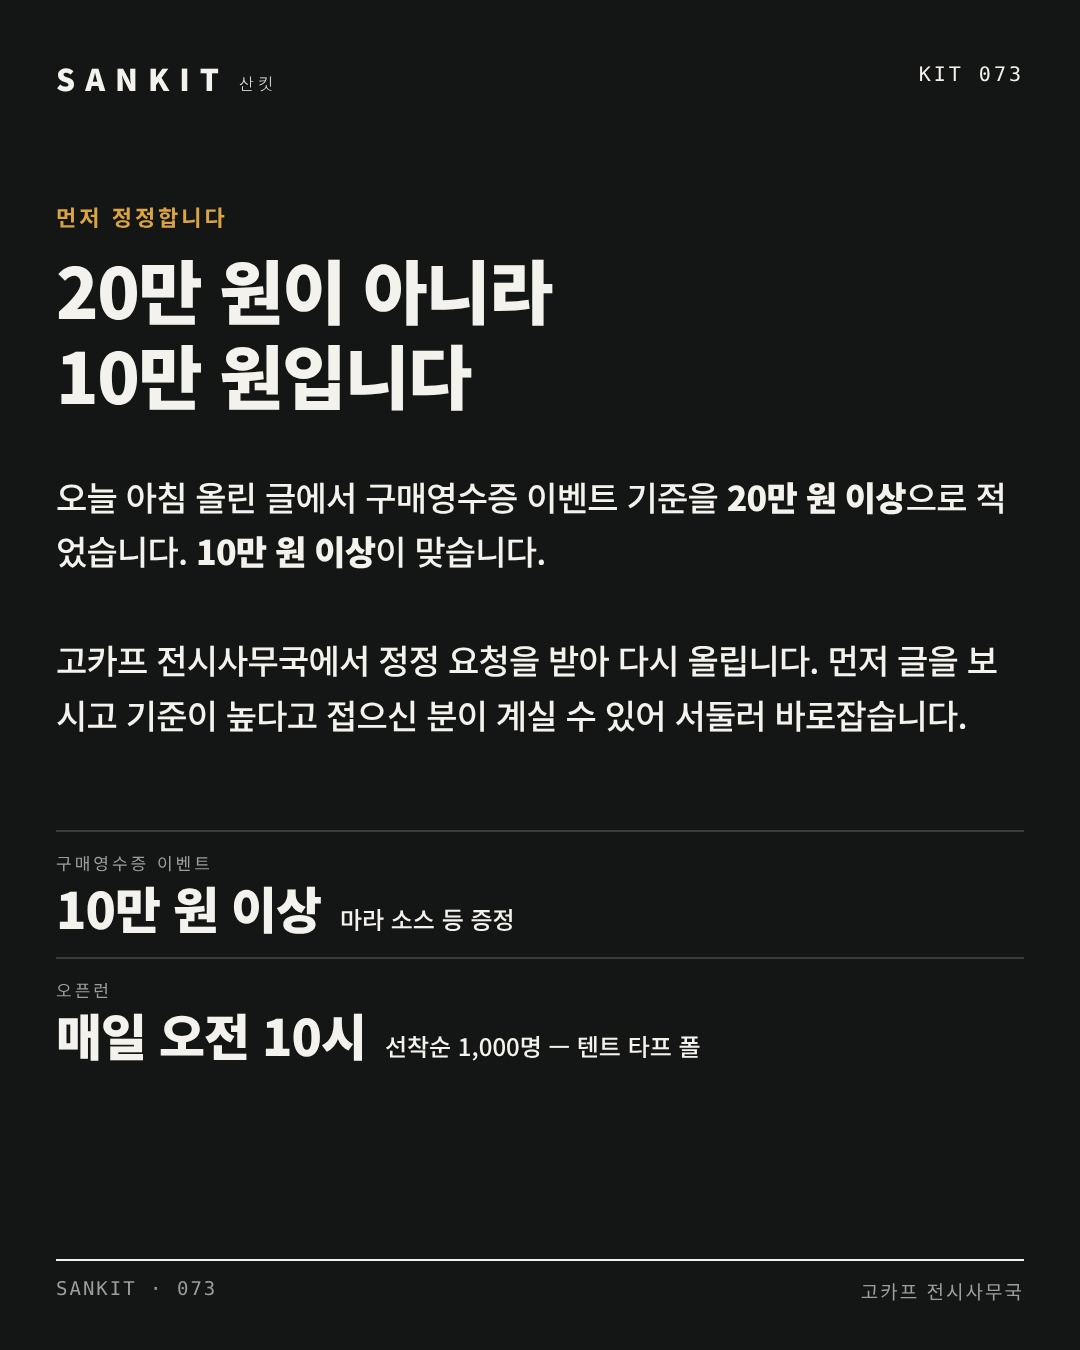 SANKIT 산킷
KIT 073
먼저 정정합니다
20만 원이 아니라
10만 원입니다
오늘 아침 올린 글에서 구매영수증 이벤트 기준을 20만 원 이상으로 적
었습니다. 10만 원 이상이 맞습니다.
고카프 전시사무국에서 정정 요청을 받아 다시 올립니다. 먼저 글을 보
시고 기준이 높다고 접으신 분이 계실 수 있어 서둘러 바로잡습니다.
구매영수증 이벤트
10만 원 이상 마라 소스 등 증정
오픈런
매일 오전 10시 선착순 1,000명 — 텐트 타프 폴
SANKIT · 073
고카프 전시사무국